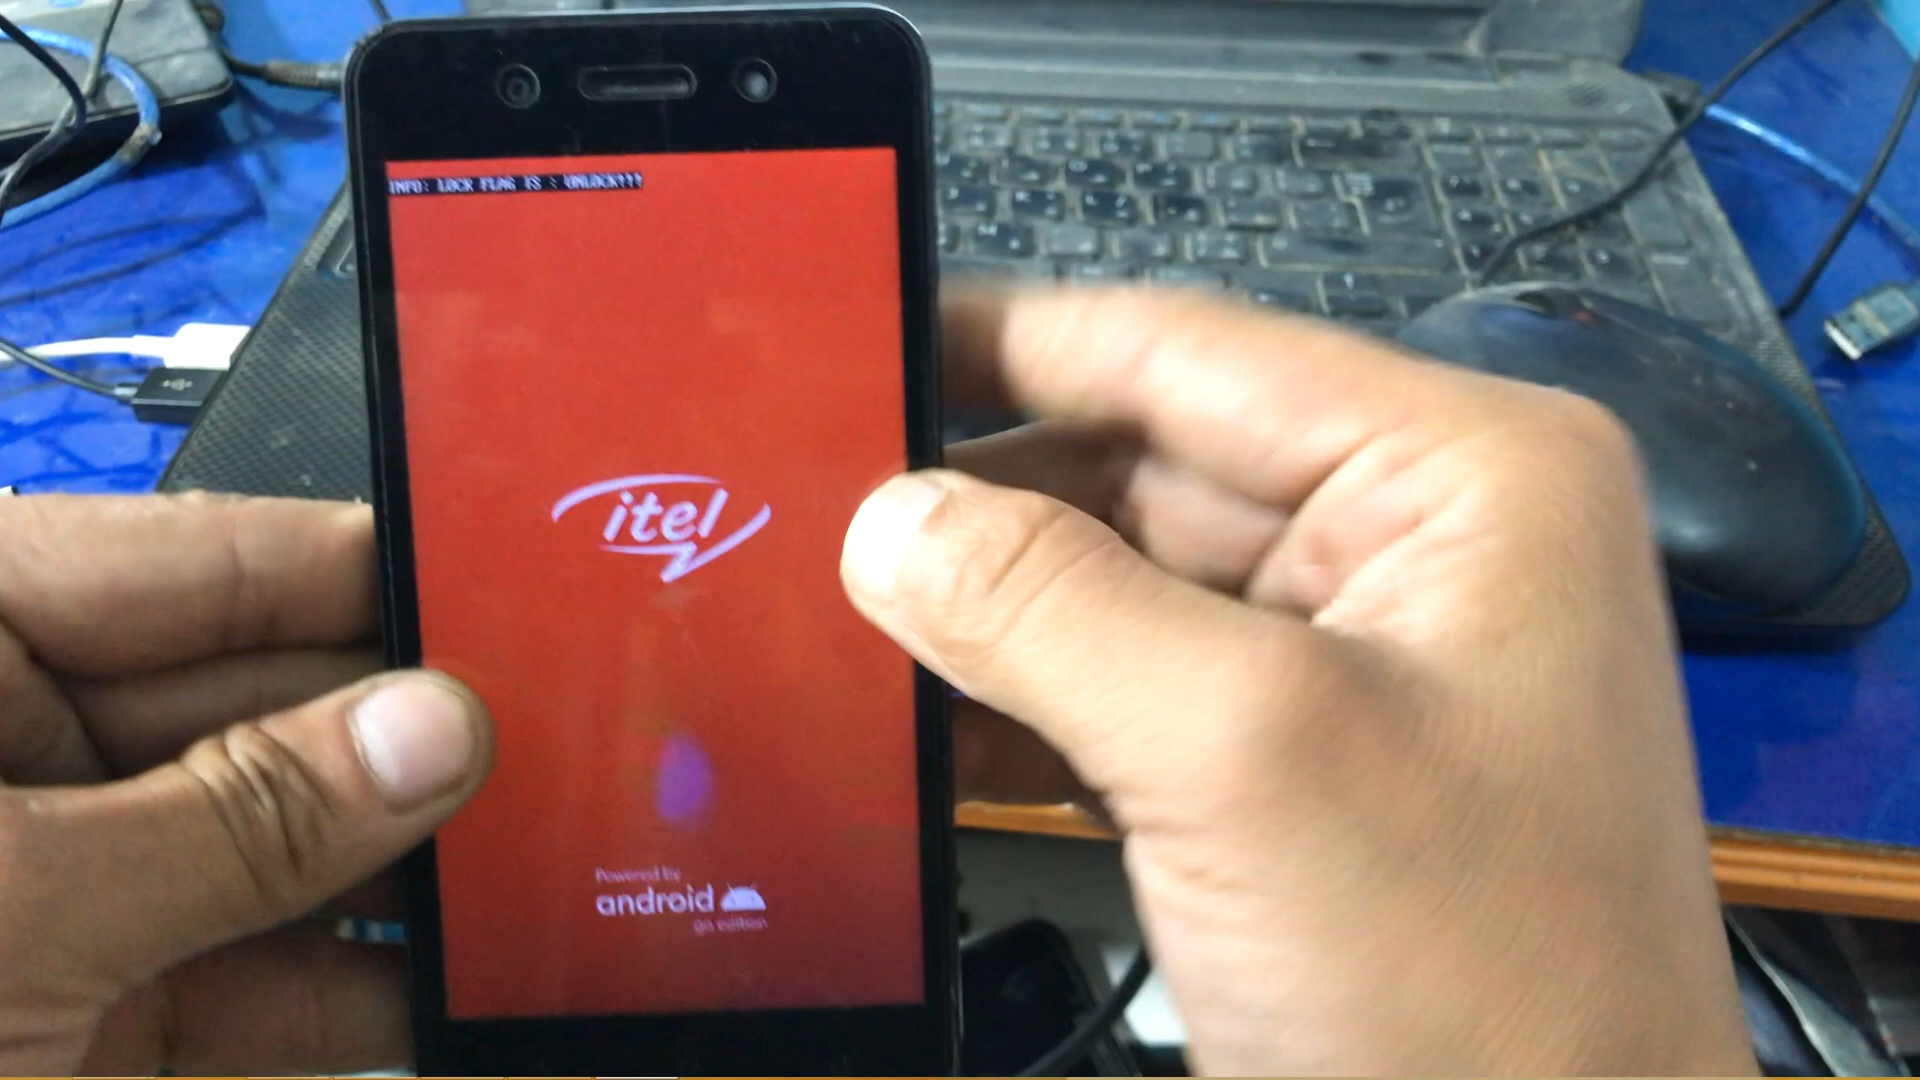 INFO: LOCK FLAG IS : UNLOCK!!!
itel
Powered by
android
go edition